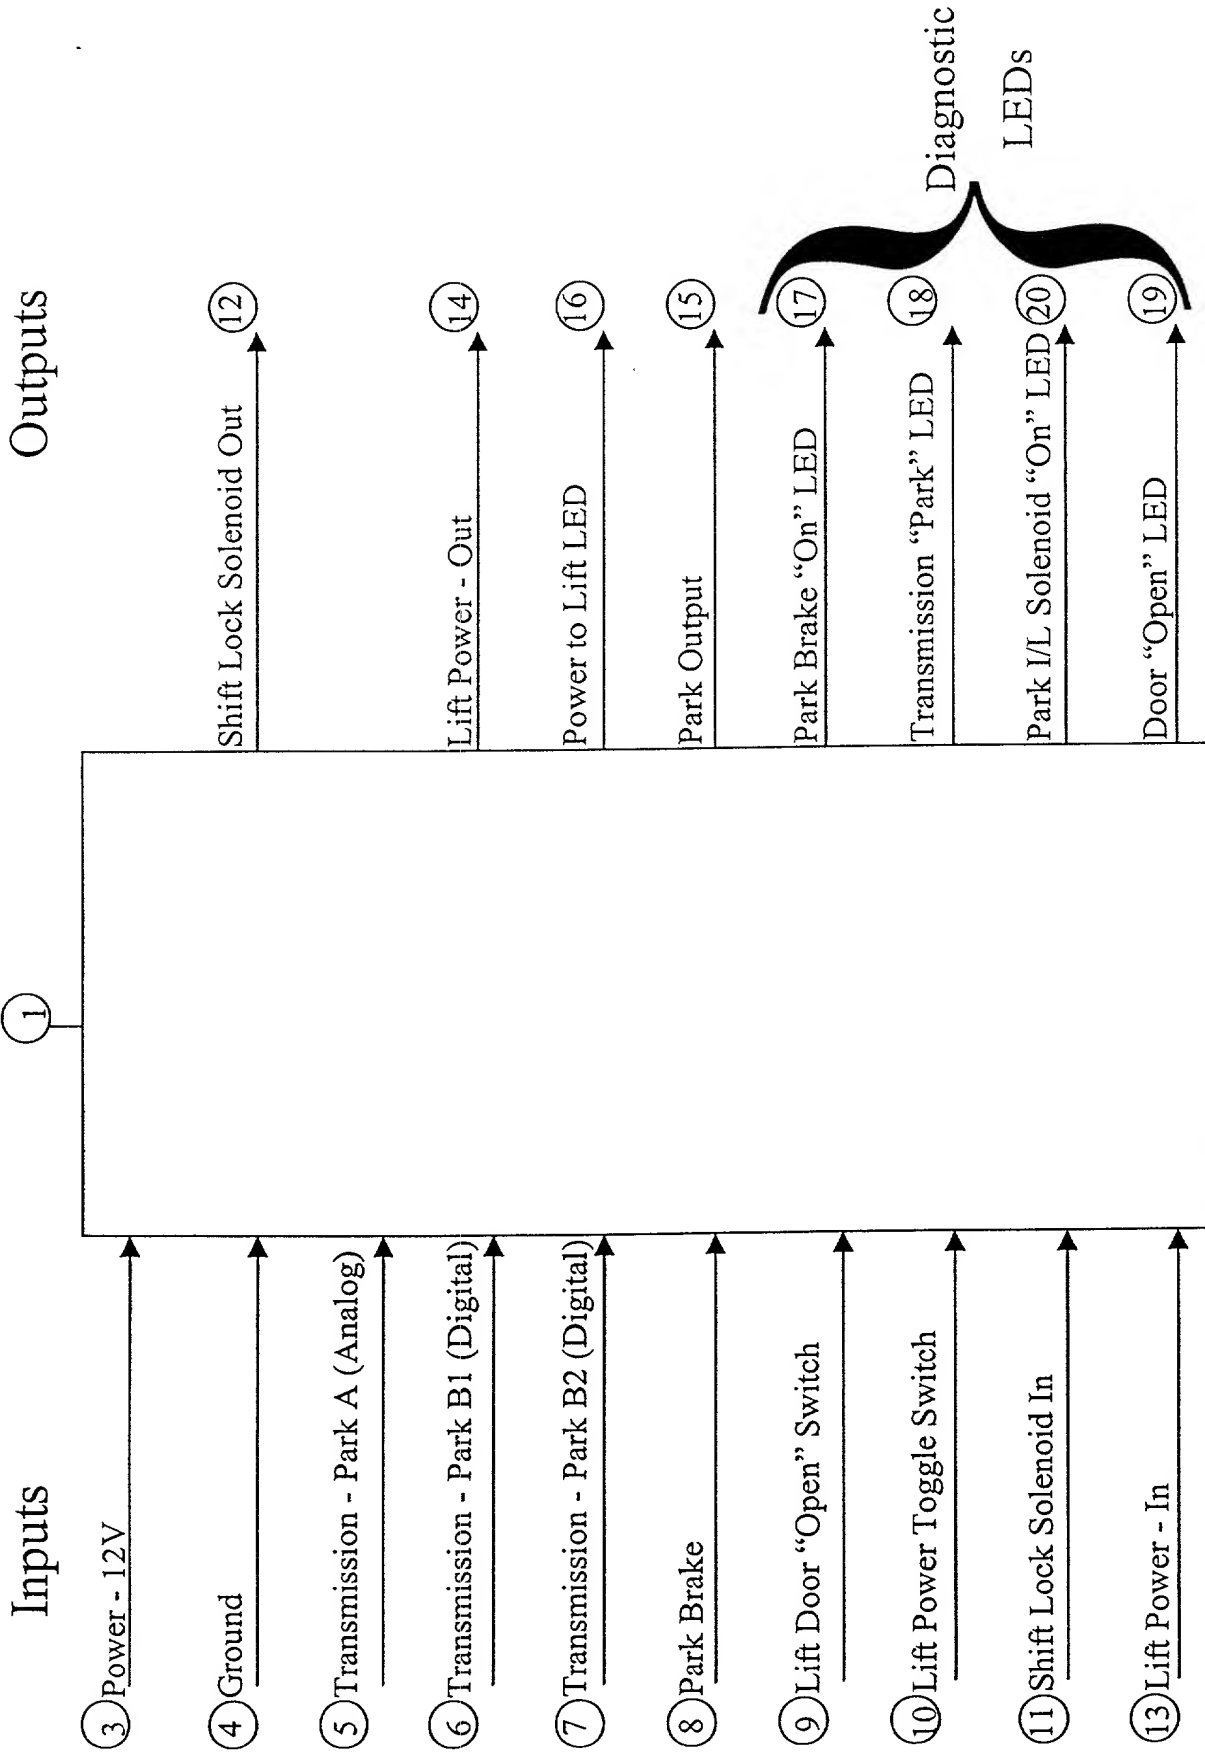 Inputs
1
Outputs
3 Power - 12V
4 Ground
5 Transmission - Park A (Analog)
6 Transmission - Park B1 (Digital)
7 Transmission - Park B2 (Digital)
8 Park Brake
9 Lift Door “Open” Switch
10 Lift Power Toggle Switch
11 Shift Lock Solenoid In
13 Lift Power - In
Shift Lock Solenoid Out 12
Lift Power - Out 14
Power to Lift LED 16
Park Output 15
Park Brake “On” LED 17
Transmission “Park” LED 18
Park I/L Solenoid “On” LED 20
Door “Open” LED 19
Diagnostic
LEDs